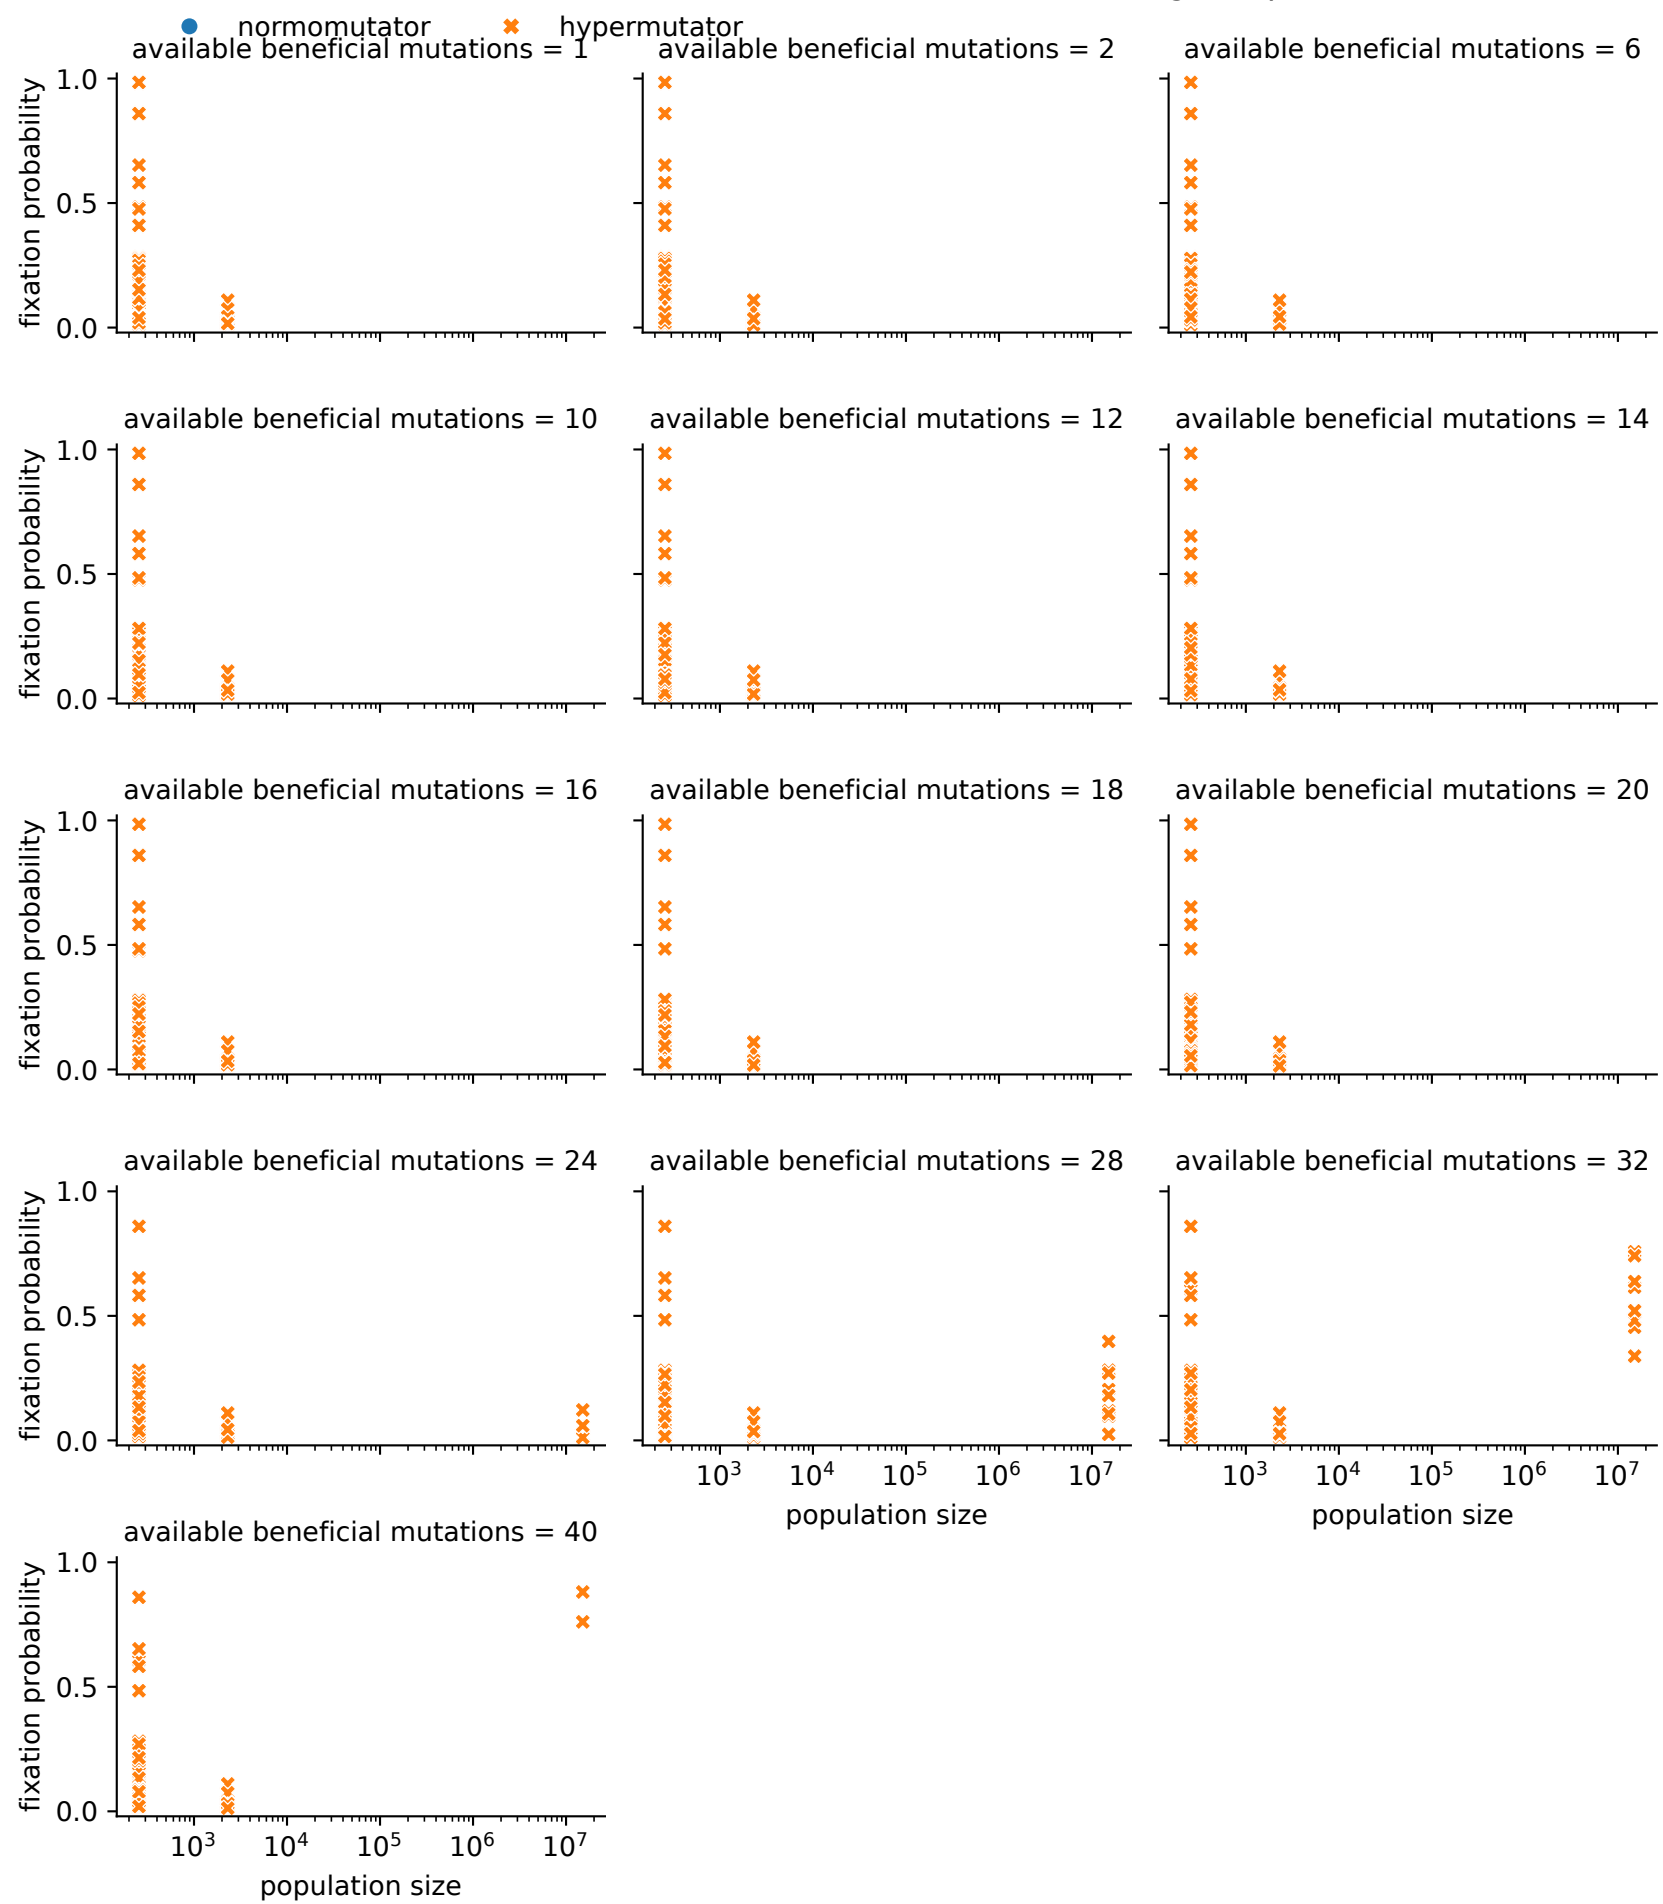 normomutator hypermutator
available beneficial mutations = 1 available beneficial mutations = 2 available beneficial mutations = 6
1.0
0.5
0.0
fixation probability
available beneficial mutations = 10 available beneficial mutations = 12 available beneficial mutations = 14
1.0
0.5
0.0
fixation probability
available beneficial mutations = 16 available beneficial mutations = 18 available beneficial mutations = 20
1.0
0.5
0.0
fixation probability
available beneficial mutations = 24 available beneficial mutations = 28 available beneficial mutations = 32
1.0
0.5
0.0
fixation probability
10³ 10⁴ 10⁵ 10⁶ 10⁷ 10³ 10⁴ 10⁵ 10⁶ 10⁷
population size population size
available beneficial mutations = 40
1.0
0.5
0.0
fixation probability
10³ 10⁴ 10⁵ 10⁶ 10⁷
population size